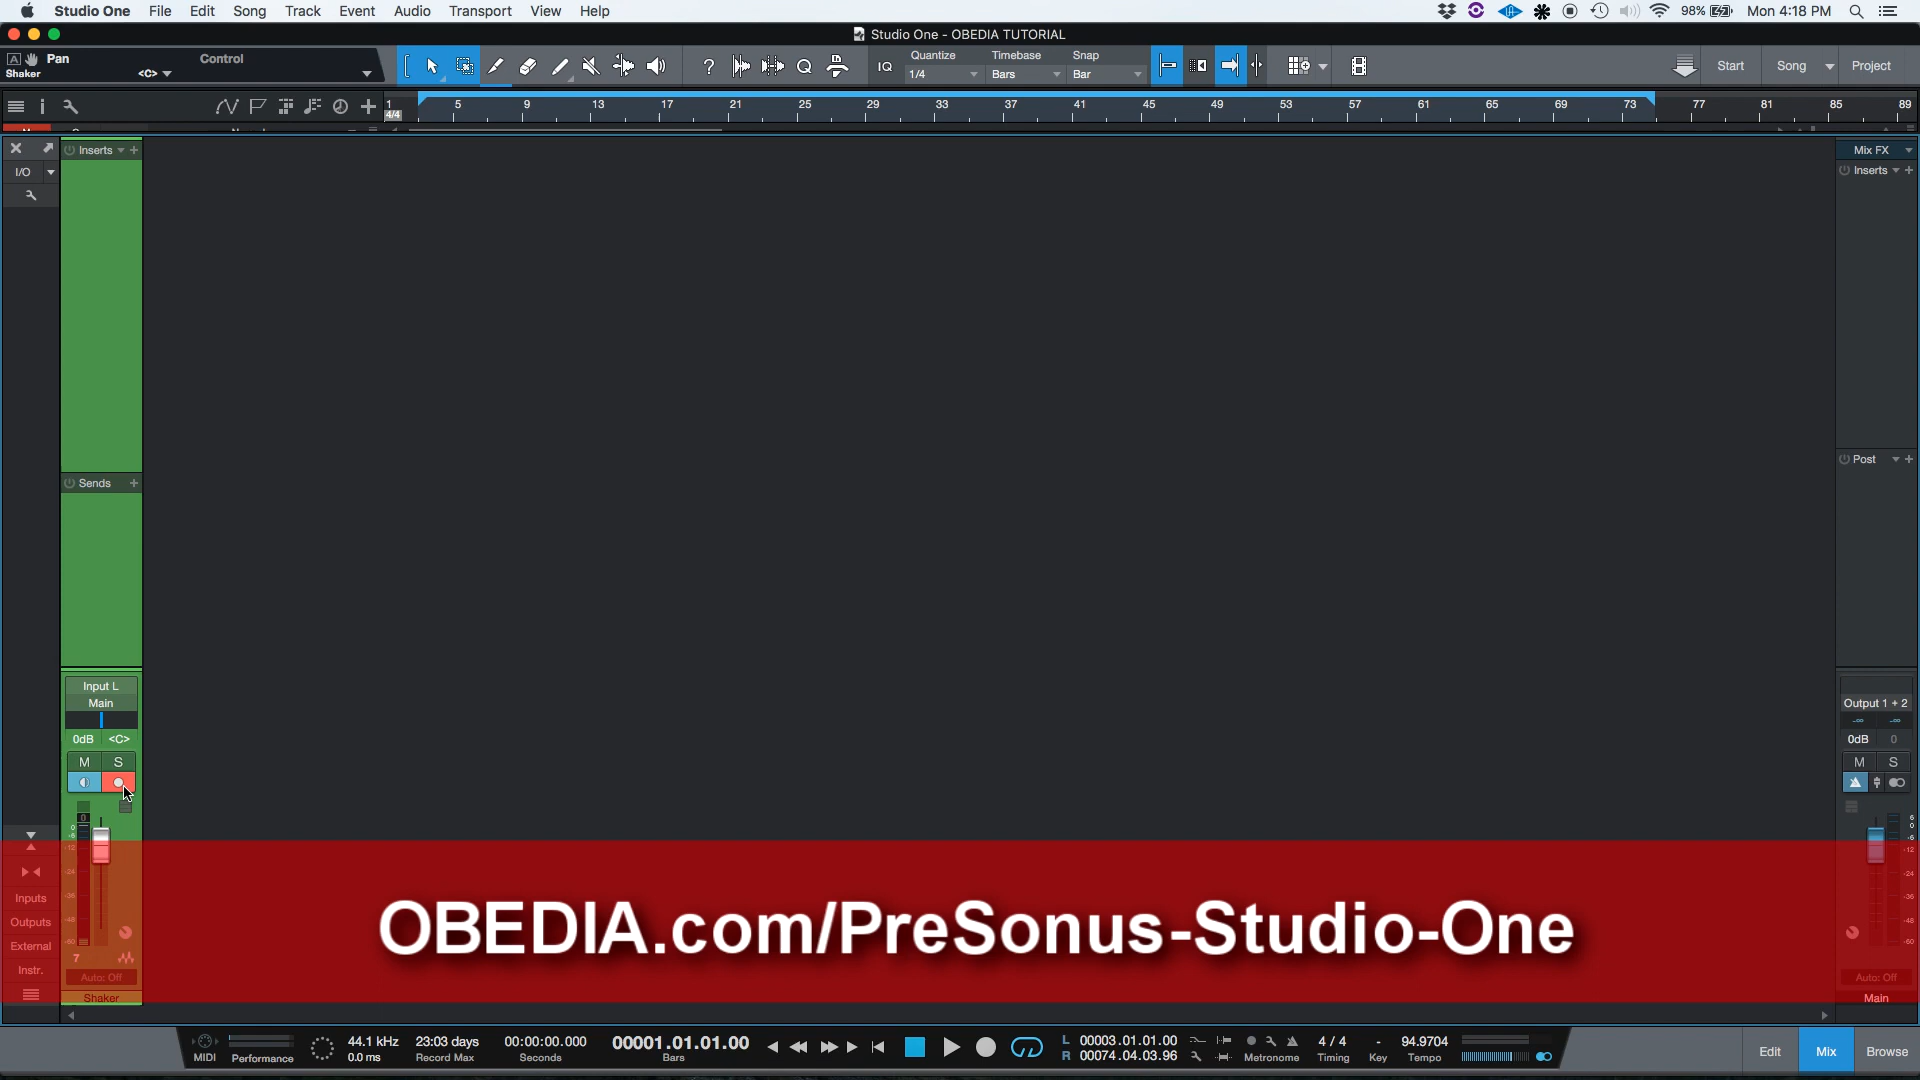 Studio One File Edit Song Track Event Audio Transport View Help 98% Mon 4:18 PM
Studio One - OBEDIA TUTORIAL
A Pan Control
Shaker <C>
? Q IQ
Quantize Timebase Snap
1/4 Bars Bar
Start Song Project
1 5 9 13 17 21 25 29 33 37 41 45 49 53 57 61 65 69 73 77 81 85 89
4/4
Inserts
I/O
Mix FX
Inserts
Sends
Post
Input L
Main
0dB <C>
M S
Output 1 + 2
-∞ -∞
0dB 0
M S
Inputs
Outputs
External
Instr.
7
Auto: Off
Shaker
Auto: Off
Main
OBEDIA.com/PreSonus-Studio-One
MIDI
Performance
44.1 kHz
0.0 ms
23:03 days
Record Max
00:00:00.000
Seconds
00001.01.01.00
Bars
L 00003.01.01.00
R 00074.04.03.96
Metronome
4 / 4
Timing
-
Key
94.9704
Tempo
Edit Mix Browse